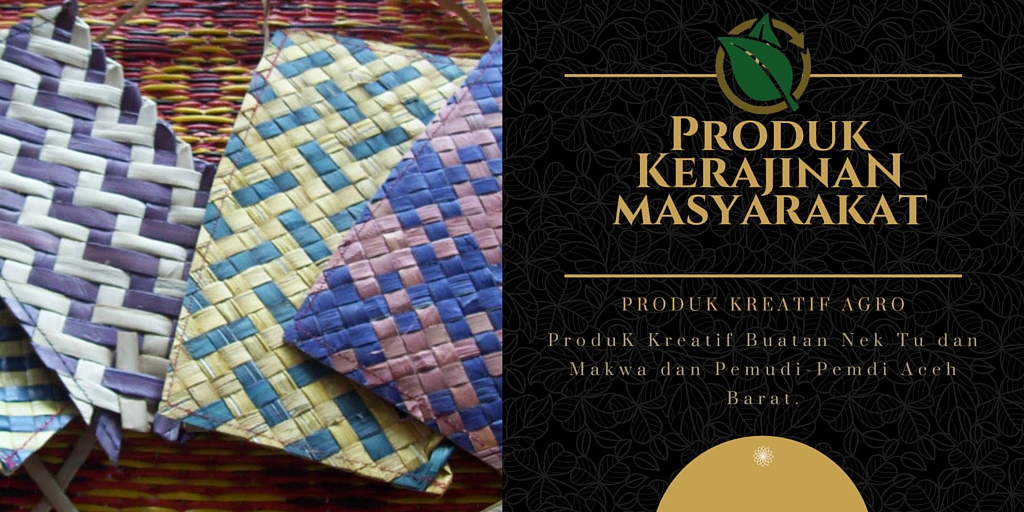 Produk
Kerajinan
masyarakat
PRODUK KREATIF AGRO
ProduK Kreatif Buatan Nek Tu dan
Makwa dan Pemudi-Pemdi Aceh
Barat.